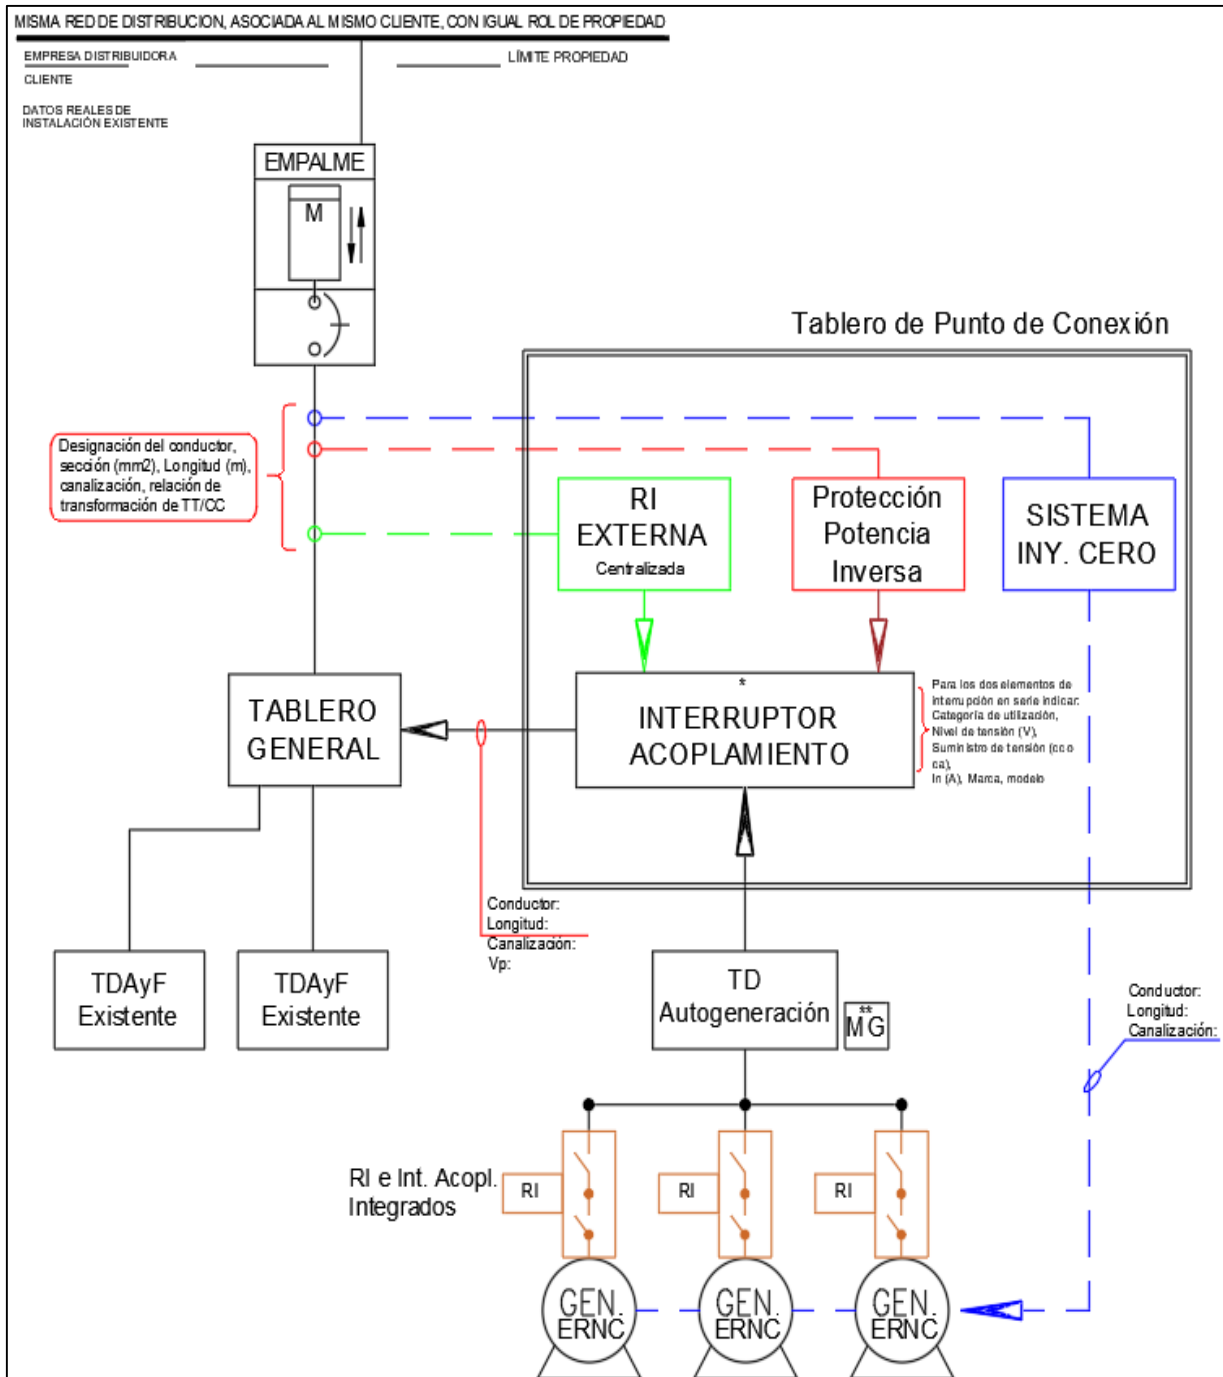 MISMA RED DE DISTRIBUCION, ASOCIADA AL MISMO CLIENTE, CON IGUAL ROL DE PROPIEDAD
EMPRESA DISTRIBUIDORA
LÍMITE PROPIEDAD
CLIENTE
DATOS REALES DE
INSTALACIÓN EXISTENTE
EMPALME
M
Tablero de Punto de Conexión
Designación del conductor,
sección (mm2), Longitud (m),
canalización, relación de
transformación de TT/CC
RI
EXTERNA
Centralizada
Protección
Potencia
Inversa
SISTEMA
INY. CERO
TABLERO
GENERAL
*
INTERRUPTOR
ACOPLAMIENTO
Para los dos elementos de
interrupción en serie indicar:
Categoría de utilización,
Nivel de tensión (V),
Suministro de tensión (cc o
ca),
In (A), Marca, modelo
Conductor:
Longitud:
Canalización:
Vp:
TDAyF
Existente
TDAyF
Existente
TD
Autogeneración
**
MG
Conductor:
Longitud:
Canalización:
RI e Int. Acopl.
Integrados
RI
RI
RI
GEN.
ERNC
GEN.
ERNC
GEN.
ERNC